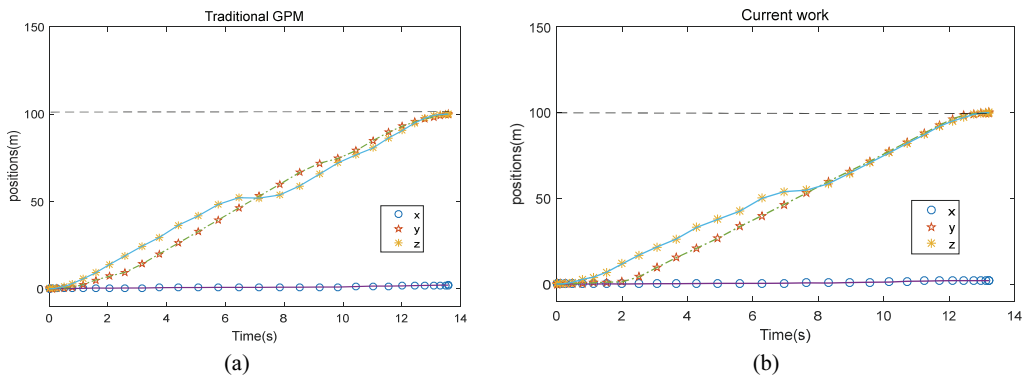 Traditional GPM
150
100
50
0
positions(m)
0 2 4 6 8 10 12 14
Time(s)
x
y
z
(a)
Current work
150
100
50
0
positions(m)
0 2 4 6 8 10 12 14
Time(s)
x
y
z
(b)